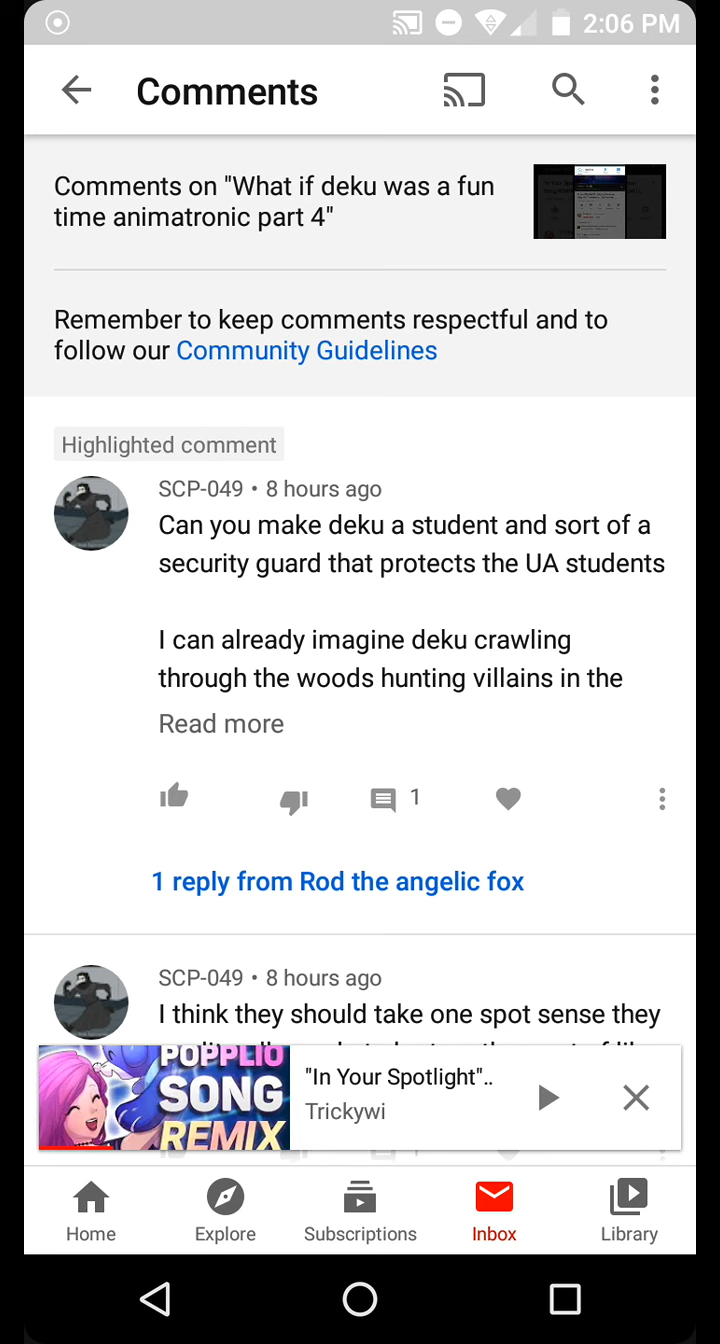 2:06 PM
Comments
Comments on "What if deku was a fun
time animatronic part 4"
Remember to keep comments respectful and to
follow our Community Guidelines
Highlighted comment
SCP-049 • 8 hours ago
Can you make deku a student and sort of a
security guard that protects the UA students
I can already imagine deku crawling
through the woods hunting villains in the
Read more
1
1 reply from Rod the angelic fox
SCP-049 • 8 hours ago
I think they should take one spot sense they
POPPLIO
SONG
REMIX
"In Your Spotlight"..
Trickywi
Home
Explore
Subscriptions
Inbox
Library